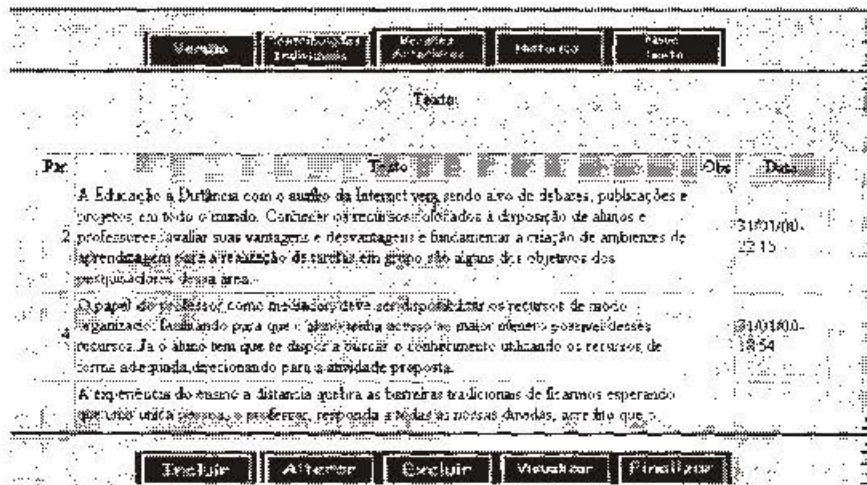 Versão Contribuições Individuais Versões Anteriores Histórico Novo Texto
Texto
Par Texto Obs Data
A Educação à Distância com o auxílio da Internet vem sendo alvo de debates, publicações e
projetos em todo o mundo. Conhecer os recursos colocados à disposição de alunos e
2 professores, avaliar suas vantagens e desvantagens e fundamentar a criação de ambientes de
aprendizagem para a realização de tarefas em grupo são alguns dos objetivos dos
pesquisadores dessa área.
31/01/00-
22:15
O papel do professor como mediador, deve ser disponibilizar os recursos de modo
organizado, facilitando para que o aluno tenha acesso ao maior número possível desses
4 recursos. Já o aluno tem que se dispor a buscar o conhecimento utilizando os recursos de
forma adequada, direcionando para a atividade proposta.
31/01/00-
18:54
A experiência do ensino a distancia quebra as barreiras tradicionais de ficarmos esperando
que uma única pessoa, o professor, responda a todas as nossas dúvidas, acredito que o
Incluir Alterar Excluir Visualizar Finalizar